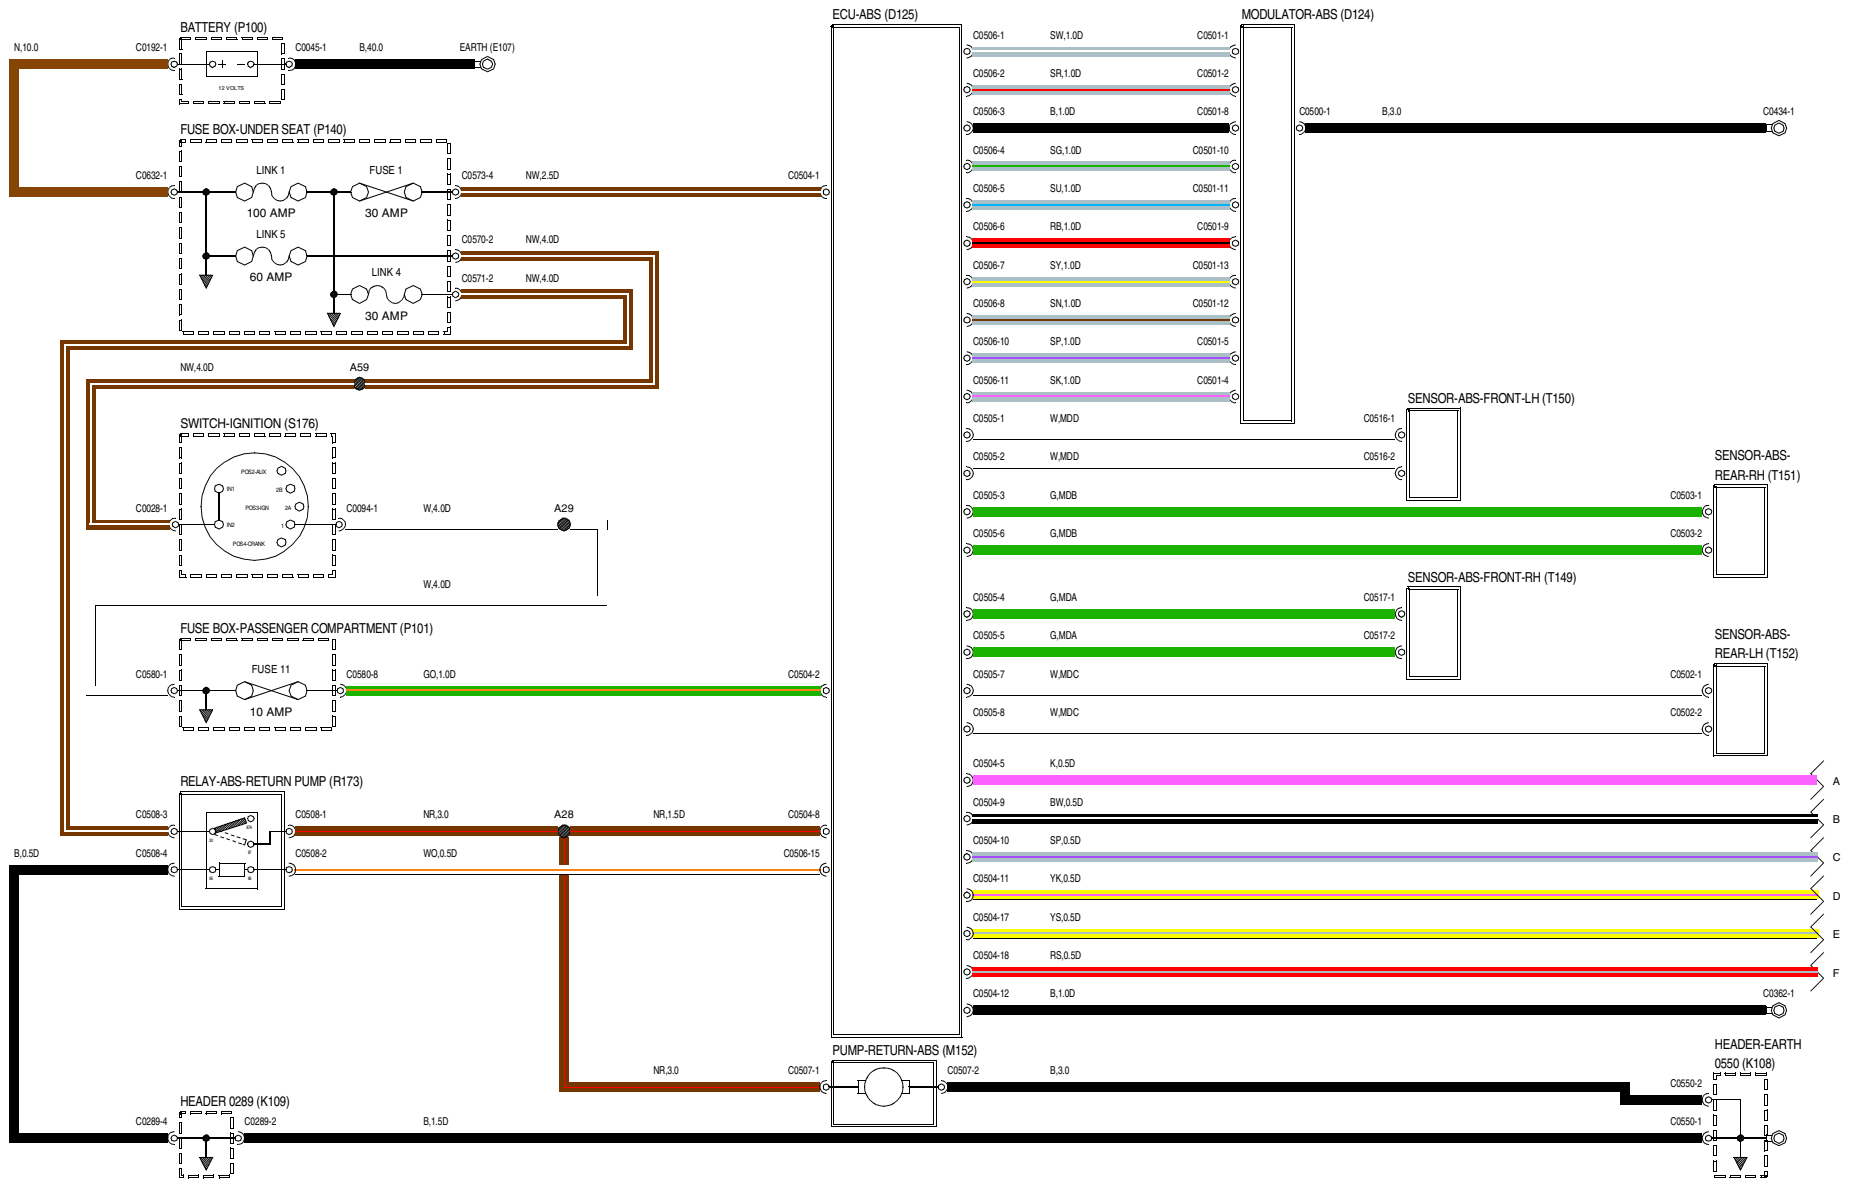 BATTERY (P100)
N,10.0
C0192-1
C0045-1
B,40.0
EARTH (E107)
12 VOLTS
FUSE BOX-UNDER SEAT (P140)
C0632-1
LINK 1
100 AMP
FUSE 1
30 AMP
C0573-4
NW,2.5D
C0504-1
LINK 5
60 AMP
C0570-2
NW,4.0D
LINK 4
30 AMP
C0571-2
NW,4.0D
NW,4.0D
A59
SWITCH-IGNITION (S176)
POS2-AUX
IN1
2B
POS3-IGN
2A
IN2
1
POS4-CRANK
C0028-1
C0094-1
W,4.0D
A29
W,4.0D
FUSE BOX-PASSENGER COMPARTMENT (P101)
C0580-1
FUSE 11
10 AMP
C0580-8
GO,1.0D
C0504-2
RELAY-ABS-RETURN PUMP (R173)
C0508-3
C0508-1
NR,3.0
A28
NR,1.5D
C0504-8
B,0.5D
C0508-4
C0508-2
WO,0.5D
C0506-15
NR,3.0
C0507-1
PUMP-RETURN-ABS (M152)
C0507-2
B,3.0
HEADER 0289 (K109)
C0289-4
C0289-2
B,1.5D
ECU-ABS (D125)
MODULATOR-ABS (D124)
C0506-1
SW,1.0D
C0501-1
C0506-2
SR,1.0D
C0501-2
C0506-3
B,1.0D
C0501-8
C0500-1
B,3.0
C0434-1
C0506-4
SG,1.0D
C0501-10
C0506-5
SU,1.0D
C0501-11
C0506-6
RB,1.0D
C0501-9
C0506-7
SY,1.0D
C0501-13
C0506-8
SN,1.0D
C0501-12
C0506-10
SP,1.0D
C0501-5
C0506-11
SK,1.0D
C0501-4
SENSOR-ABS-FRONT-LH (T150)
C0505-1
W,MDD
C0516-1
C0505-2
W,MDD
C0516-2
SENSOR-ABS-
REAR-RH (T151)
C0505-3
G,MDB
C0503-1
C0505-6
G,MDB
C0503-2
SENSOR-ABS-FRONT-RH (T149)
C0505-4
G,MDA
C0517-1
C0505-5
G,MDA
C0517-2
SENSOR-ABS-
REAR-LH (T152)
C0505-7
W,MDC
C0502-1
C0505-8
W,MDC
C0502-2
C0504-5
K,0.5D
A
C0504-9
BW,0.5D
B
C0504-10
SP,0.5D
C
C0504-11
YK,0.5D
D
C0504-17
YS,0.5D
E
C0504-18
RS,0.5D
F
C0504-12
B,1.0D
C0362-1
HEADER-EARTH
0550 (K108)
C0550-2
C0550-1